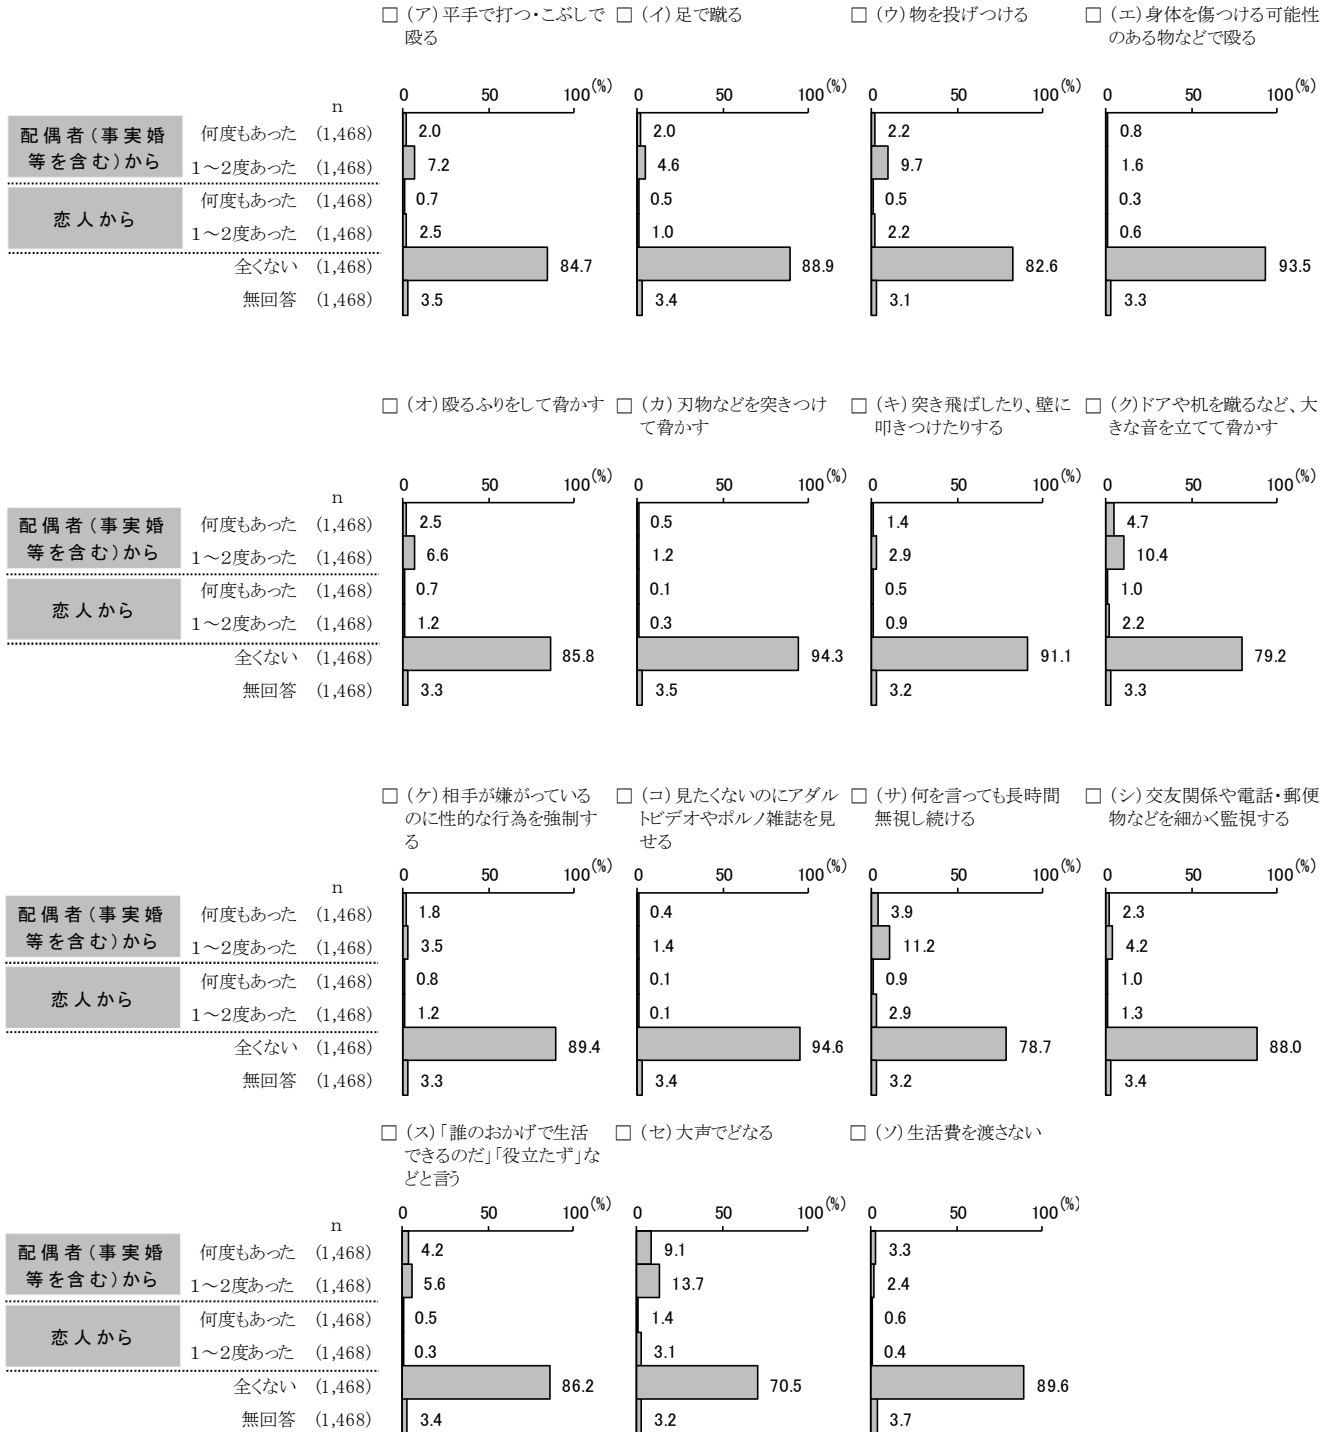 □（ア）平手で打つ・こぶしで
殴る
□（イ）足で蹴る
□（ウ）物を投げつける
□（エ）身体を傷つける可能性
のある物などで殴る
n
0 50 100(%)
0 50 100(%)
0 50 100(%)
0 50 100(%)
配偶者（事実婚
等を含む）から
恋人から
何度もあった (1,468) 2.0 2.0 2.2 0.8
1～2度あった (1,468) 7.2 4.6 9.7 1.6
何度もあった (1,468) 0.7 0.5 0.5 0.3
1～2度あった (1,468) 2.5 1.0 2.2 0.6
全くない (1,468) 84.7 88.9 82.6 93.5
無回答 (1,468) 3.5 3.4 3.1 3.3
□（オ）殴るふりをして脅かす
□（カ）刃物などを突きつけ
て脅かす
□（キ）突き飛ばしたり、壁に
叩きつけたりする
□（ク）ドアや机を蹴るなど、大
きな音を立てて脅かす
n
0 50 100(%)
0 50 100(%)
0 50 100(%)
0 50 100(%)
配偶者（事実婚
等を含む）から
恋人から
何度もあった (1,468) 2.5 0.5 1.4 4.7
1～2度あった (1,468) 6.6 1.2 2.9 10.4
何度もあった (1,468) 0.7 0.1 0.5 1.0
1～2度あった (1,468) 1.2 0.3 0.9 2.2
全くない (1,468) 85.8 94.3 91.1 79.2
無回答 (1,468) 3.3 3.5 3.2 3.3
□（ケ）相手が嫌がっている
のに性的な行為を強制す
る
□（コ）見たくないのにアダル
トビデオやポルノ雑誌を見
せる
□（サ）何を言っても長時間
無視し続ける
□（シ）交友関係や電話・郵便
物などを細かく監視する
n
0 50 100(%)
0 50 100(%)
0 50 100(%)
0 50 100(%)
配偶者（事実婚
等を含む）から
恋人から
何度もあった (1,468) 1.8 0.4 3.9 2.3
1～2度あった (1,468) 3.5 1.4 11.2 4.2
何度もあった (1,468) 0.8 0.1 0.9 1.0
1～2度あった (1,468) 1.2 0.1 2.9 1.3
全くない (1,468) 89.4 94.6 78.7 88.0
無回答 (1,468) 3.3 3.4 3.2 3.4
□（ス）「誰のおかげで生活
できるのだ」「役立たず」な
どと言う
□（セ）大声でどなる
□（ソ）生活費を渡さない
n
0 50 100(%)
0 50 100(%)
0 50 100(%)
配偶者（事実婚
等を含む）から
恋人から
何度もあった (1,468) 4.2 9.1 3.3
1～2度あった (1,468) 5.6 13.7 2.4
何度もあった (1,468) 0.5 1.4 0.6
1～2度あった (1,468) 0.3 3.1 0.4
全くない (1,468) 86.2 70.5 89.6
無回答 (1,468) 3.4 3.2 3.7